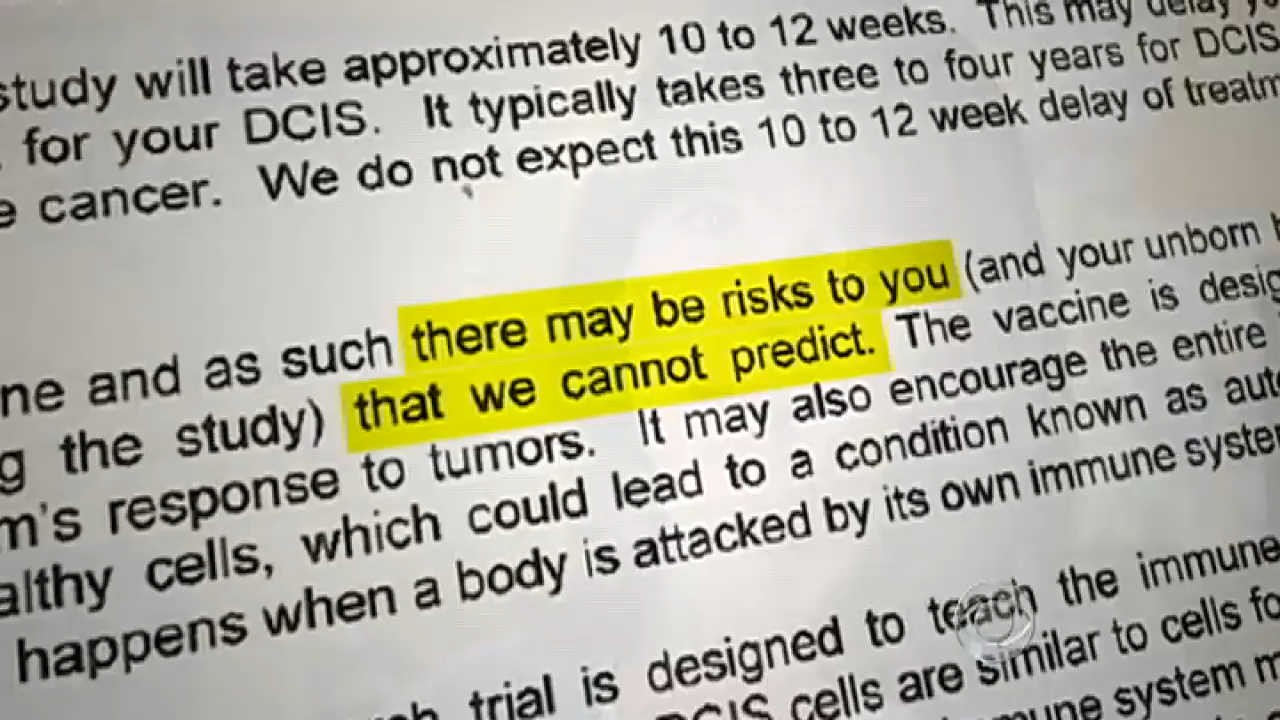 study will take approximately 10 to 12 weeks. This may delay
for your DCIS. It typically takes three to four years for DCIS
cancer. We do not expect this 10 to 12 week delay of
there may be risks to you (and your unborn
and as such
that we cannot predict. The vaccine is
the study)
response to tumors. It may also encourage the entire
cells, which could lead to a condition known as
happens when a body is attacked by its own immune
trial is designed to teach the immune
DCIS cells are similar to cells
system